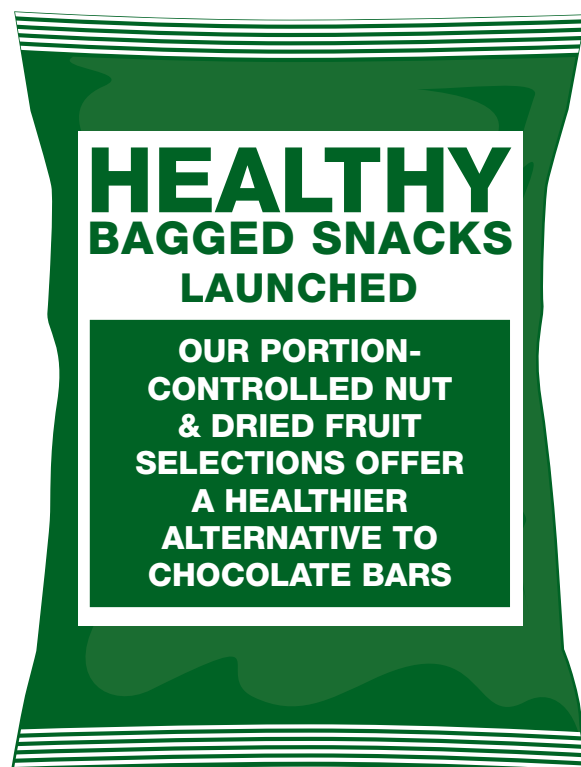 HEALTHY
BAGGED SNACKS
LAUNCHED
OUR PORTION-
CONTROLLED NUT
& DRIED FRUIT
SELECTIONS OFFER
A HEALTHIER
ALTERNATIVE TO
CHOCOLATE BARS